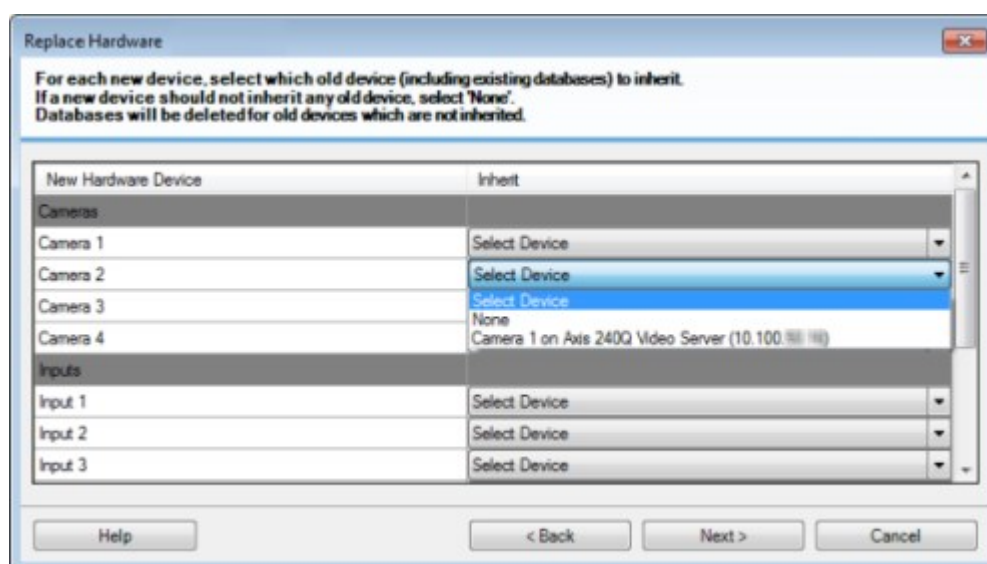 Replace Hardware
For each new device, select which old device (including existing databases) to inherit.
If a new device should not inherit any old device, select 'None'.
Databases will be deleted for old devices which are not inherited.
New Hardware Device Inherit
Cameras
Camera 1 Select Device
Camera 2 Select Device
Camera 3 Select Device
None
Camera 4 Camera 1 on Axis 240Q Video Server (10.100.
Inputs
Input 1 Select Device
Input 2 Select Device
Input 3 Select Device
Help < Back Next > Cancel